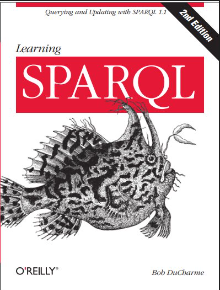 Querying and Updating with SPARQL 1.1
2nd Edition
Learning
SPARQL
O'REILLY
Bob DuCharme